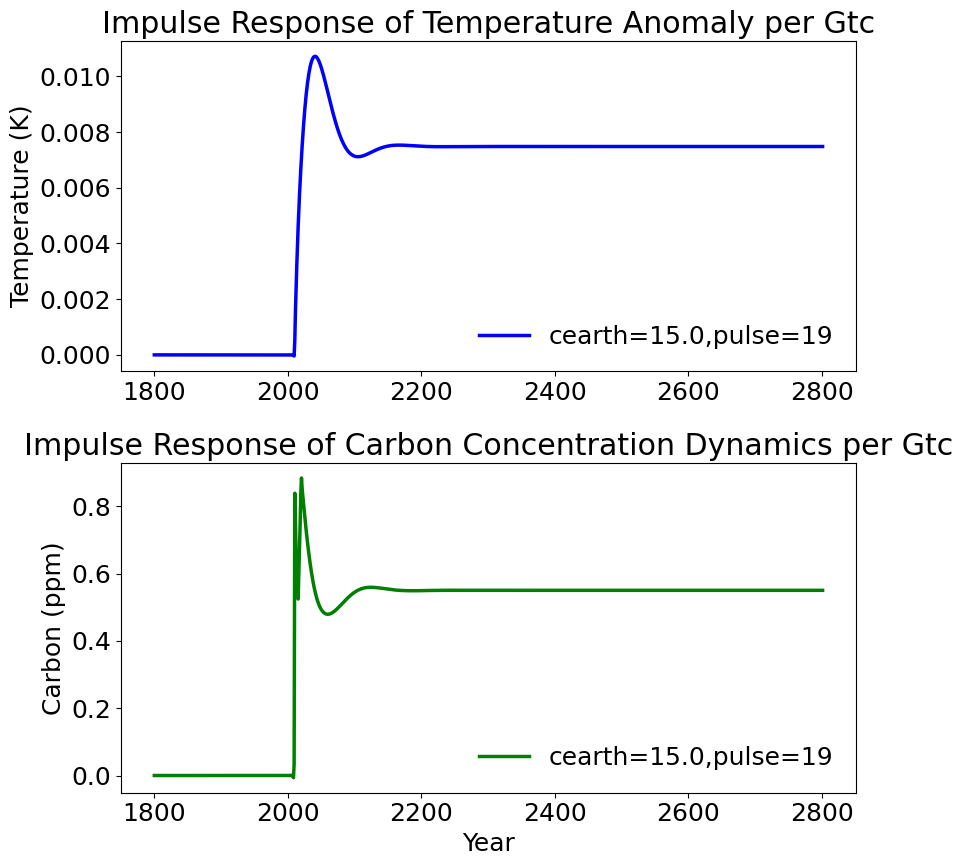 Impulse Response of Temperature Anomaly per Gtc
Temperature (K)
0.010
0.008
0.006
0.004
0.002
0.000
cearth=15.0,pulse=19
1800 2000 2200 2400 2600 2800
Impulse Response of Carbon Concentration Dynamics per Gtc
Carbon (ppm)
0.8
0.6
0.4
0.2
0.0
cearth=15.0,pulse=19
1800 2000 2200 2400 2600 2800
Year